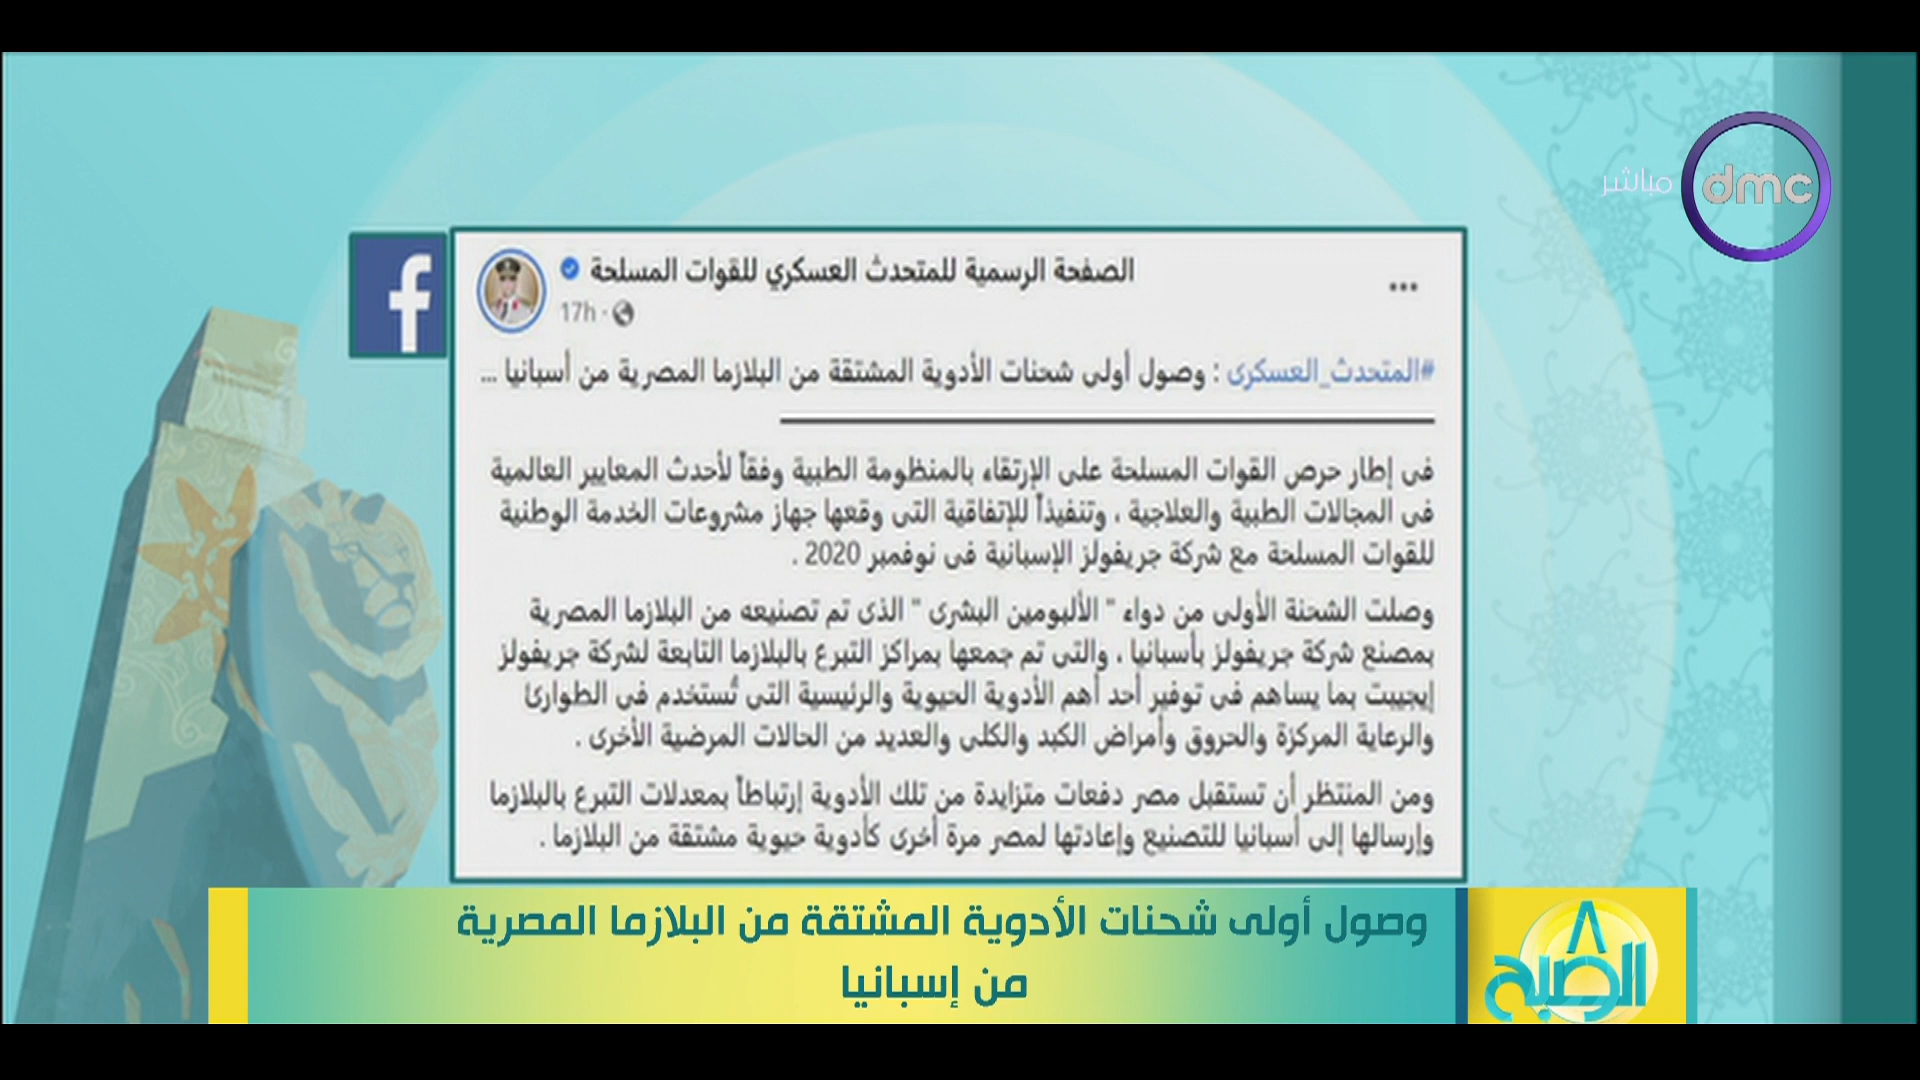 dmc
مباشر
الصفحة الرسمية للمتحدث العسكري للقوات المسلحة
17h ·
...
#المتحدث_العسكرى : وصول أولى شحنات الأدوية المشتقة من البلازما المصرية من أسبانيا ...
فى إطار حرص القوات المسلحة على الإرتقاء بالمنظومة الطبية وفقاً لأحدث المعايير العالمية
فى المجالات الطبية والعلاجية ، وتنفيذاً للإتفاقية التى وقعها جهاز مشروعات الخدمة الوطنية
للقوات المسلحة مع شركة جريفولز الإسبانية فى نوفمبر 2020 .
وصلت الشحنة الأولى من دواء " الألبومين البشرى " الذى تم تصنيعه من البلازما المصرية
بمصنع شركة جريفولز بأسبانيا ، والتى تم جمعها بمراكز التبرع بالبلازما التابعة لشركة جريفولز
إيجيبت بما يساهم فى توفير أحد أهم الأدوية الحيوية والرئيسية التى تُستخدم فى الطوارئ
والرعاية المركزة والحروق وأمراض الكبد والكلى والعديد من الحالات المرضية الأخرى .
ومن المنتظر أن تستقبل مصر دفعات متزايدة من تلك الأدوية إرتباطاً بمعدلات التبرع بالبلازما
وإرسالها إلى أسبانيا للتصنيع وإعادتها لمصر مرة أخرى كأدوية حيوية مشتقة من البلازما .
وصول أولى شحنات الأدوية المشتقة من البلازما المصرية
من إسبانيا
٨
الصبح